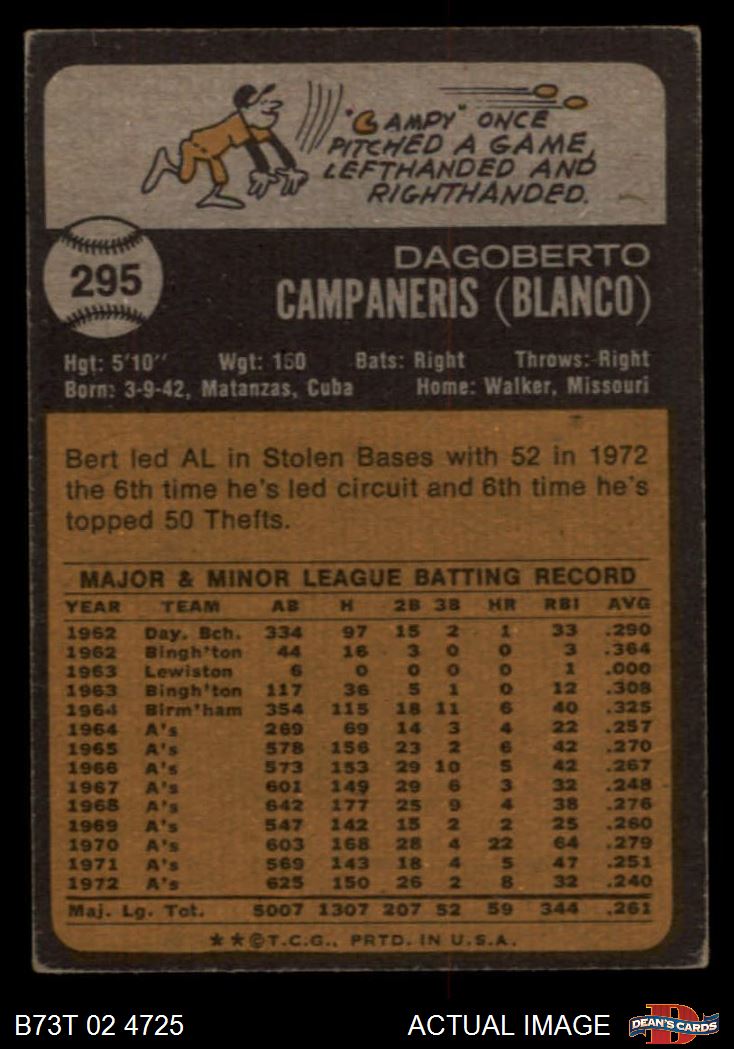 "CAMPY" ONCE
PITCHED A GAME,
LEFTHANDED AND
RIGHTHANDED.
295
DAGOBERTO
CAMPANERIS (BLANCO)
Hgt: 5'10" Wgt: 160 Bats: Right Throws: Right
Born: 3-9-42, Matanzas, Cuba Home: Walker, Missouri
Bert led AL in Stolen Bases with 52 in 1972
the 6th time he's led circuit and 6th time he's
topped 50 Thefts.
MAJOR & MINOR LEAGUE BATTING RECORD
YEAR TEAM AB H 2B 3B HR RBI AVG
1962 Day. Bch. 334 97 15 2 1 33 .290
1962 Bingh'ton 44 16 3 0 0 3 .364
1963 Lewiston 6 0 0 0 0 1 .000
1963 Bingh'ton 117 36 5 1 0 12 .308
1964 Birm'ham 354 115 18 11 6 40 .325
1964 A's 269 69 14 3 4 22 .257
1965 A's 578 156 23 2 6 42 .270
1966 A's 573 153 29 10 5 42 .267
1967 A's 601 149 29 6 3 32 .248
1968 A's 642 177 25 9 4 38 .276
1969 A's 547 142 15 2 2 25 .260
1970 A's 603 168 28 4 22 64 .279
1971 A's 569 143 18 4 5 47 .251
1972 A's 625 150 26 2 8 32 .240
Maj. Lg. Tot. 5007 1307 207 52 59 344 .261
★★©T.C.G., PRTD. IN U.S.A.
B73T 02 4725 ACTUAL IMAGE DEAN'S CARDS